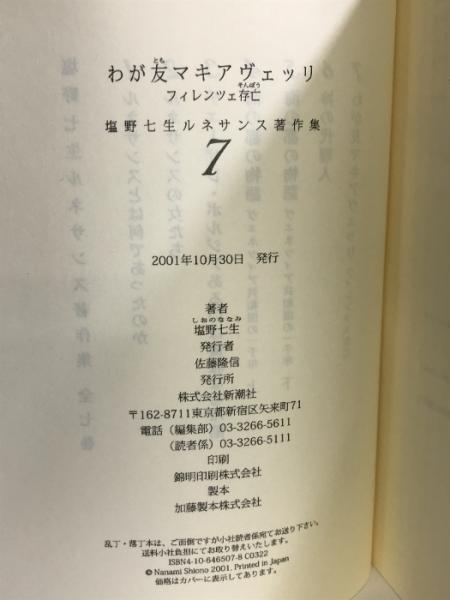 わが友マキアヴェッリ
フィレンツェ存亡
塩野七生ルネサンス著作集
7
2001年10月30日 発行
著者
塩野七生
発行者
佐藤隆信
発行所
株式会社新潮社
〒162-8711東京都新宿区矢来町71
電話（編集部）03-3266-5611
（読者係）03-3266-5111
印刷
錦明印刷株式会社
製本
加藤製本株式会社
乱丁・落丁本は、ご面倒ですが小社読者係宛てお送り下さい。
送料小社負担にてお取り替えいたします。
ISBN4-10-646507-8 C0322
© Nanami Shiono 2001. Printed in Japan
価格はカバーに表示してあります。